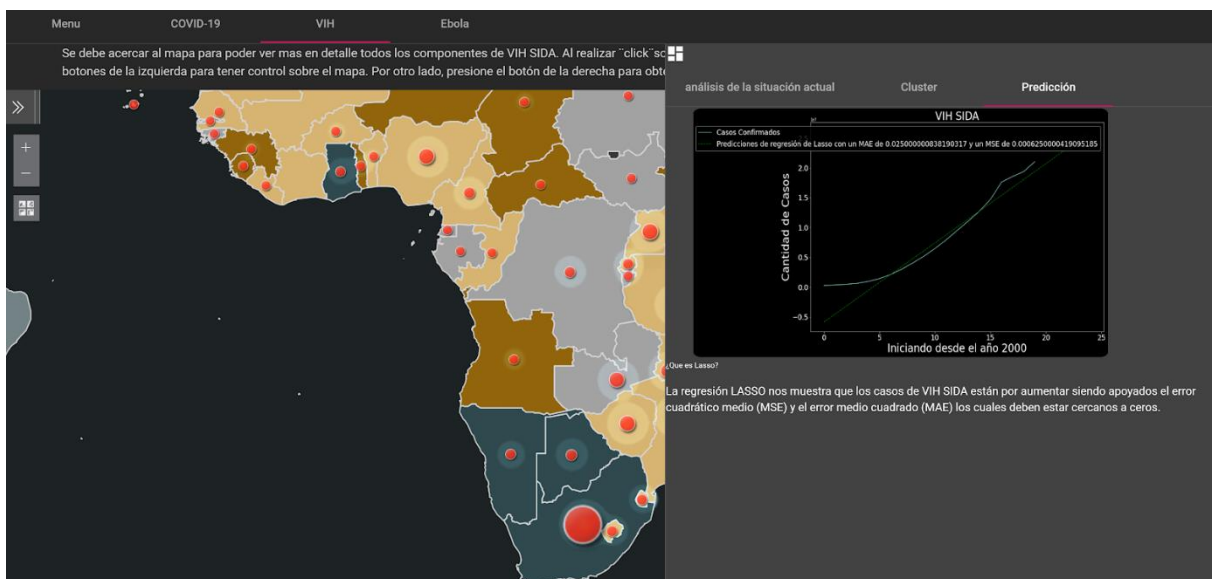 Menu
COVID-19
VIH
Ebola
Se debe acercar al mapa para poder ver mas en detalle todos los componentes de VIH SIDA. Al realizar ¨click¨sc
botones de la izquierda para tener control sobre el mapa. Por otro lado, presione el botón de la derecha para obte
»
+
−
análisis de la situación actual
Cluster
Predicción
VIH SIDA
Casos Confirmados
Predicciones de regresión de Lasso con un MAE de 0.025000000838190317 y un MSE de 0.0006250000419095185
2.0
1.5
1.0
0.5
0.0
−0.5
Cantidad de Casos
0 5 10 15 20 25
Iniciando desde el año 2000
¿Que es Lasso?
La regresión LASSO nos muestra que los casos de VIH SIDA están por aumentar siendo apoyados el error
cuadrático medio (MSE) y el error medio cuadrado (MAE) los cuales deben estar cercanos a ceros.